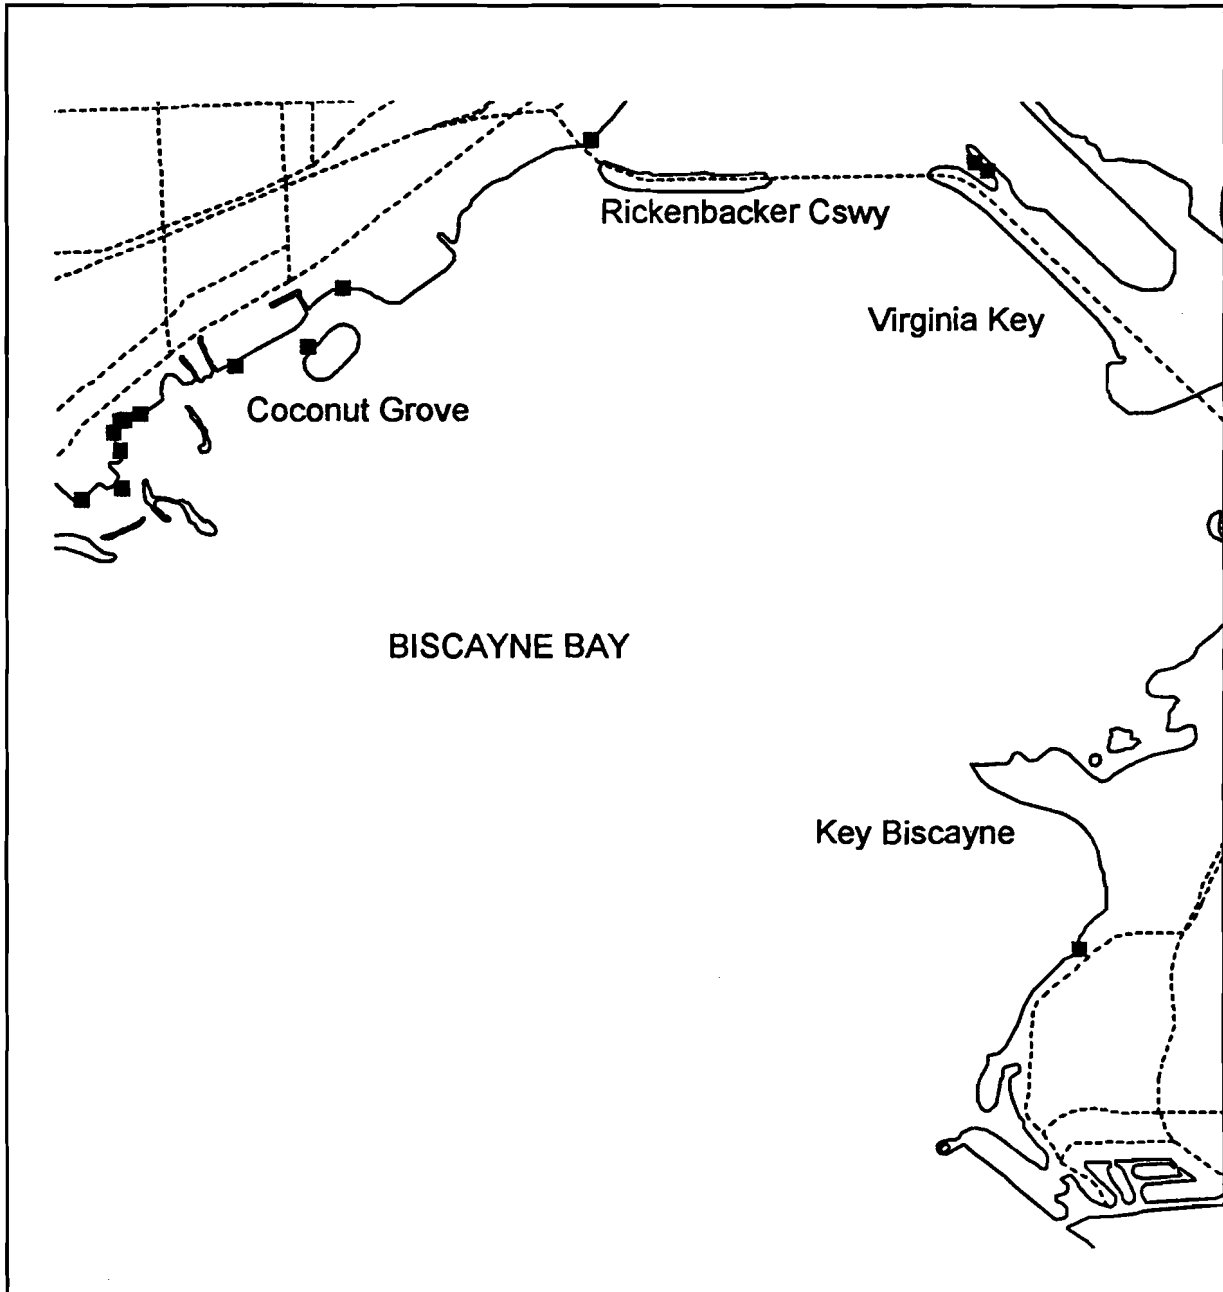 Rickenbacker Cswy
Virginia Key
Coconut Grove
BISCAYNE BAY
Key Biscayne